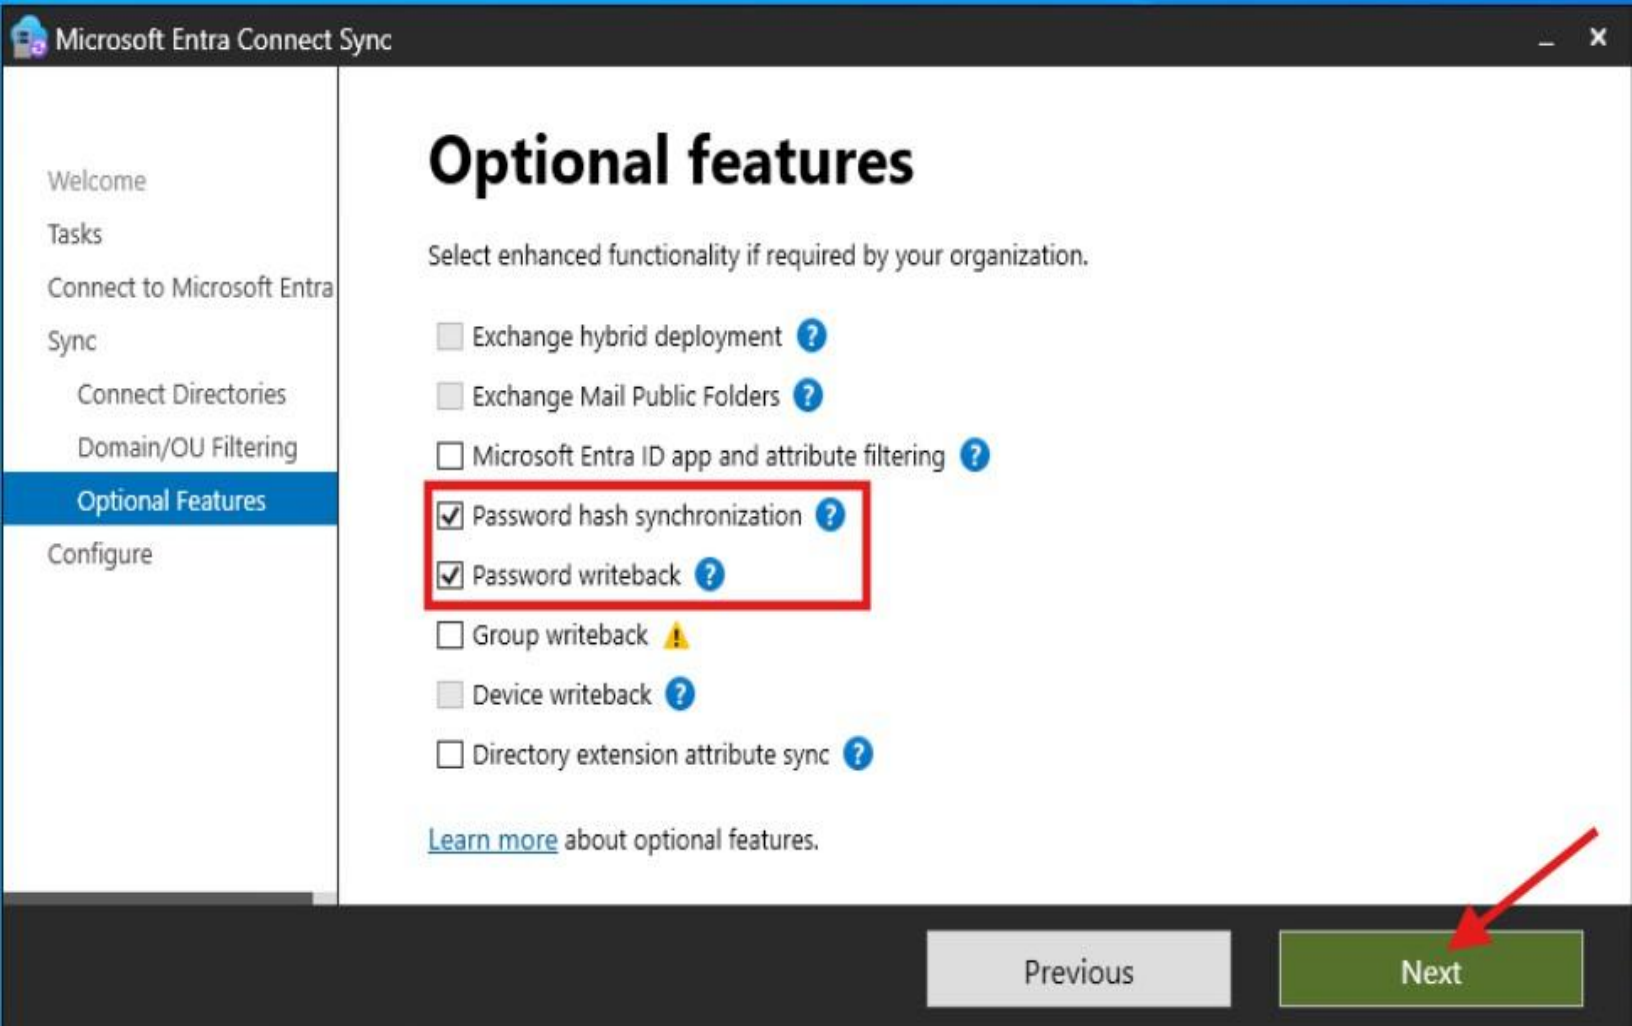 Microsoft Entra Connect Sync
Welcome
Tasks
Connect to Microsoft Entra
Sync
Connect Directories
Domain/OU Filtering
Optional Features
Configure
Optional features
Select enhanced functionality if required by your organization.
Exchange hybrid deployment ?
Exchange Mail Public Folders ?
Microsoft Entra ID app and attribute filtering ?
Password hash synchronization ?
Password writeback ?
Group writeback
Device writeback ?
Directory extension attribute sync ?
Learn more about optional features.
Previous
Next